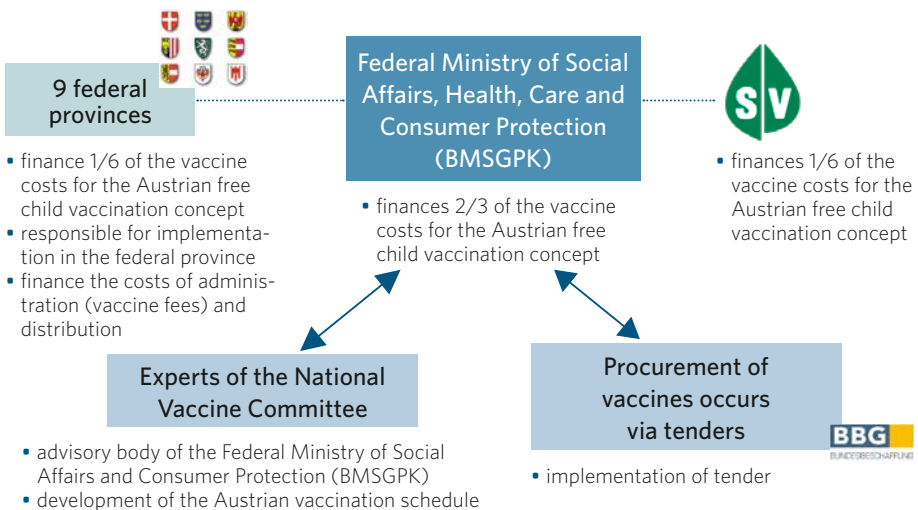 9 federal
provinces
• finance 1/6 of the vaccine
costs for the Austrian free
child vaccination concept
• responsible for implementa-
tion in the federal province
• finance the costs of adminis-
tration (vaccine fees) and
distribution
Federal Ministry of Social
Affairs, Health, Care and
Consumer Protection
(BMSGPK)
• finances 2/3 of the vaccine
costs for the Austrian free
child vaccination concept
SV
• finances 1/6 of the
vaccine costs for the
Austrian free child
vaccination concept
Experts of the National
Vaccine Committee
• advisory body of the Federal Ministry of Social
Affairs and Consumer Protection (BMSGPK)
• development of the Austrian vaccination schedule
Procurement of
vaccines occurs
via tenders
BBG
BUNDESBESCHAFFUNG
• implementation of tender